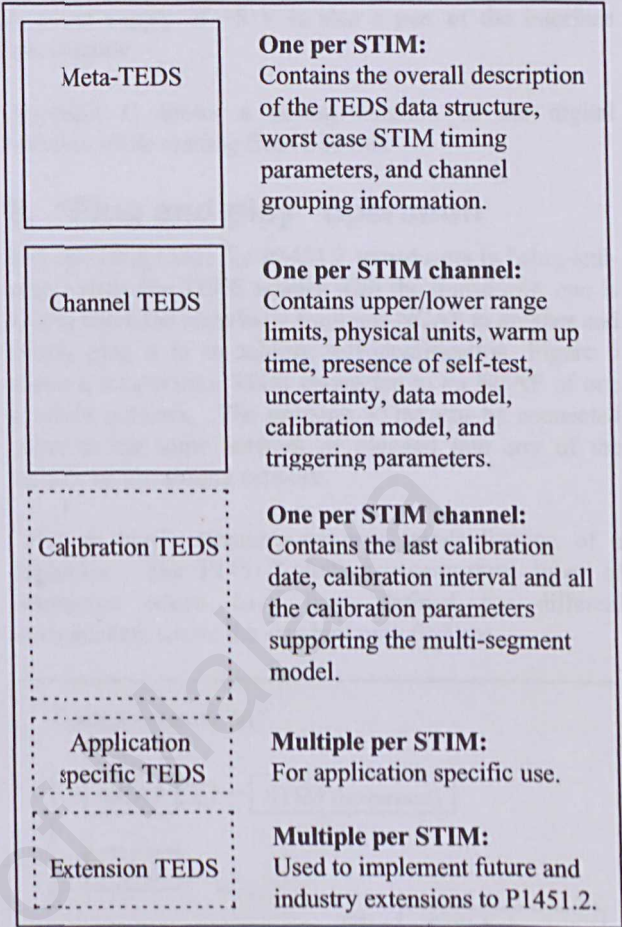 Meta-TEDS
One per STIM:
Contains the overall description
of the TEDS data structure,
worst case STIM timing
parameters, and channel
grouping information.
Channel TEDS
One per STIM channel:
Contains upper/lower range
limits, physical limits, warm up
time, presence of self-test,
uncertainty, data model,
calibration model, and
triggering parameters.
Calibration TEDS
One per STIM channel:
Contains the last calibration
date, calibration interval and all
the calibration parameters
supporting the multi-segment
model.
Application
specific TEDS
Multiple per STIM:
For application specific use.
Extension TEDS
Multiple per STIM:
Used to implement future and
industry extensions to P1451.2.
of Malaya